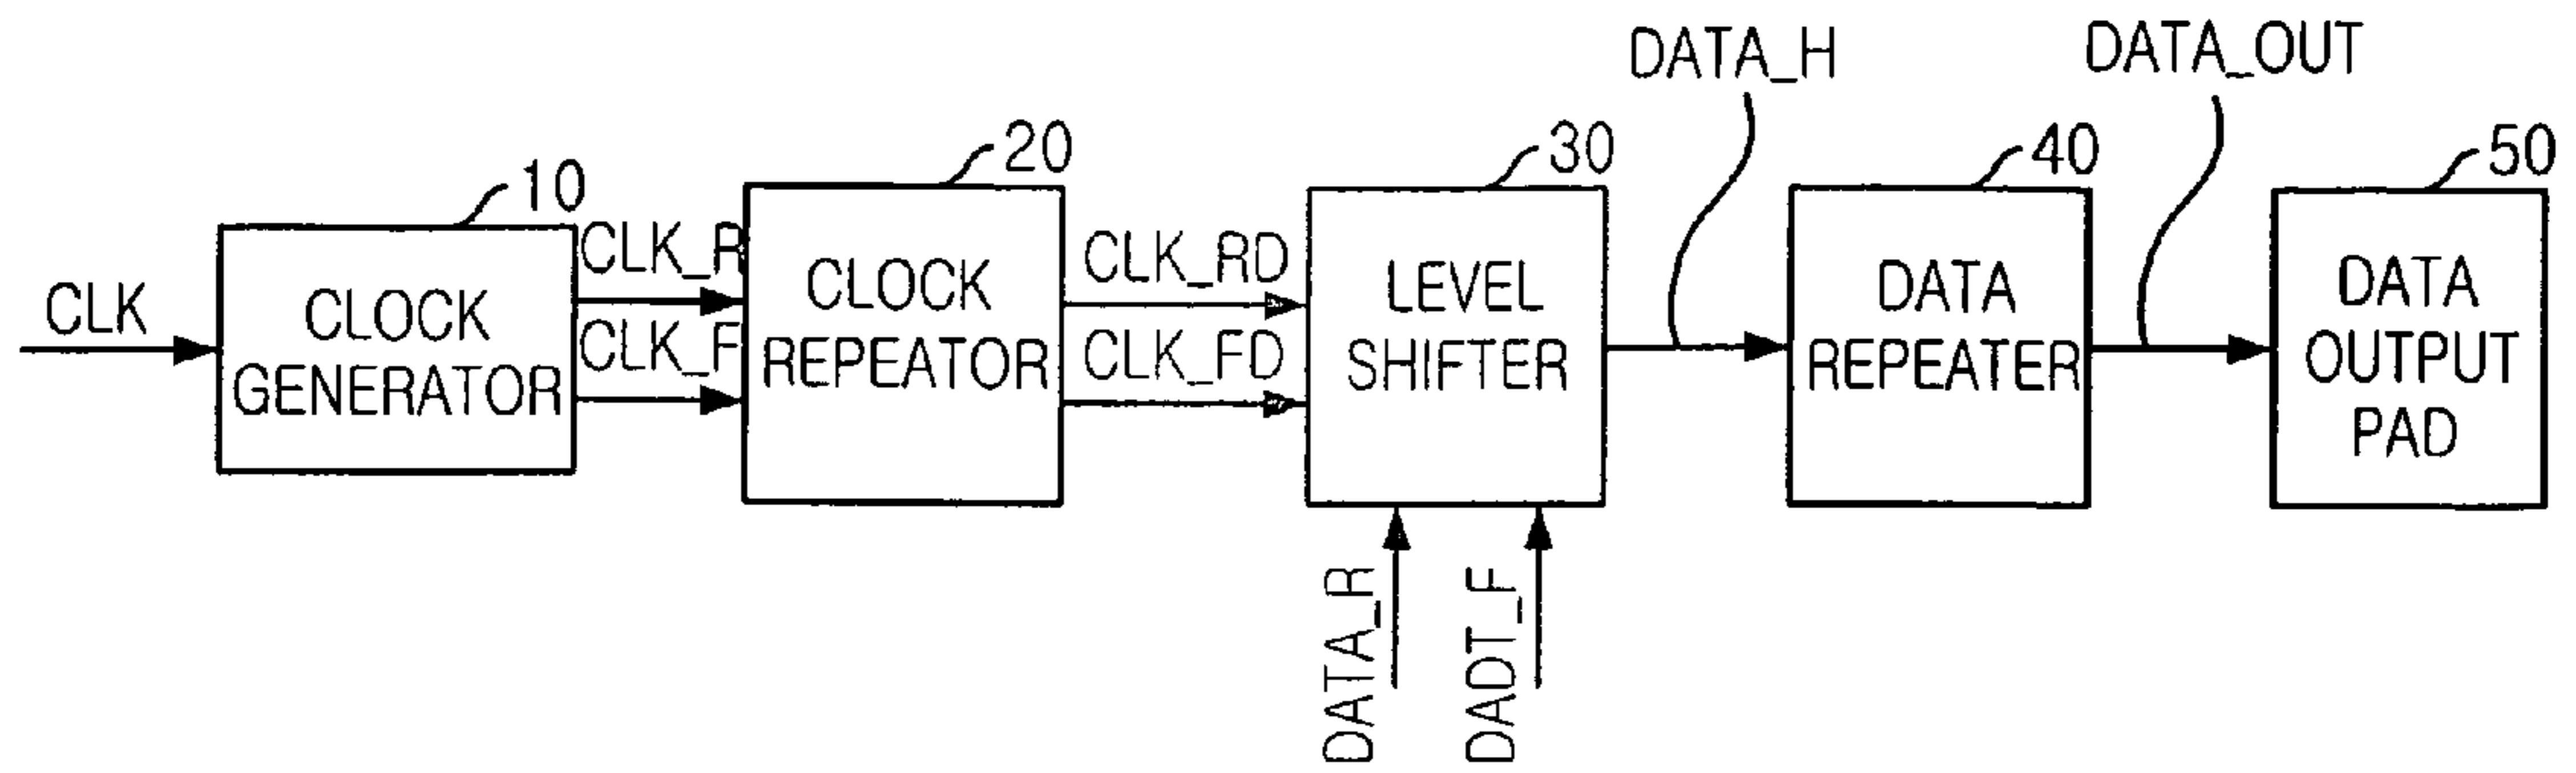 DATA_H
DATA_OUT
10
20
30
40
50
CLK
CLOCK
GENERATOR
CLK_R
CLK_F
CLOCK
REPEATOR
CLK_RD
CLK_FD
LEVEL
SHIFTER
DATA
REPEATER
DATA
OUTPUT
PAD
DATA_R
DADT_F